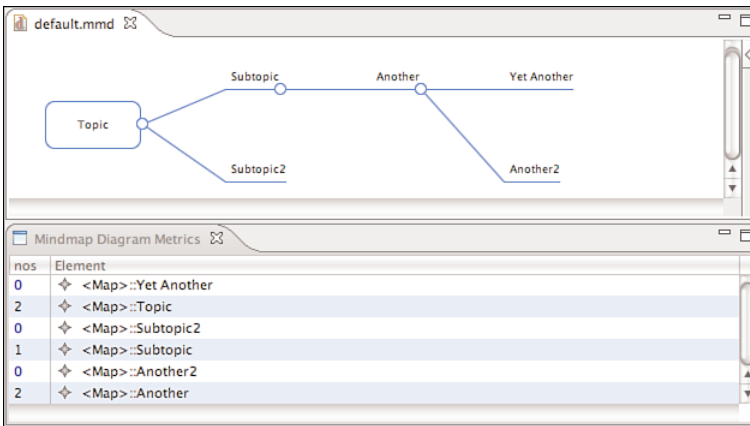 default.mmd
Subtopic Another Yet Another
Topic
Subtopic2 Another2
Mindmap Diagram Metrics
nos Element
0 <Map>::Yet Another
2 <Map>::Topic
0 <Map>::Subtopic2
1 <Map>::Subtopic
0 <Map>::Another2
2 <Map>::Another